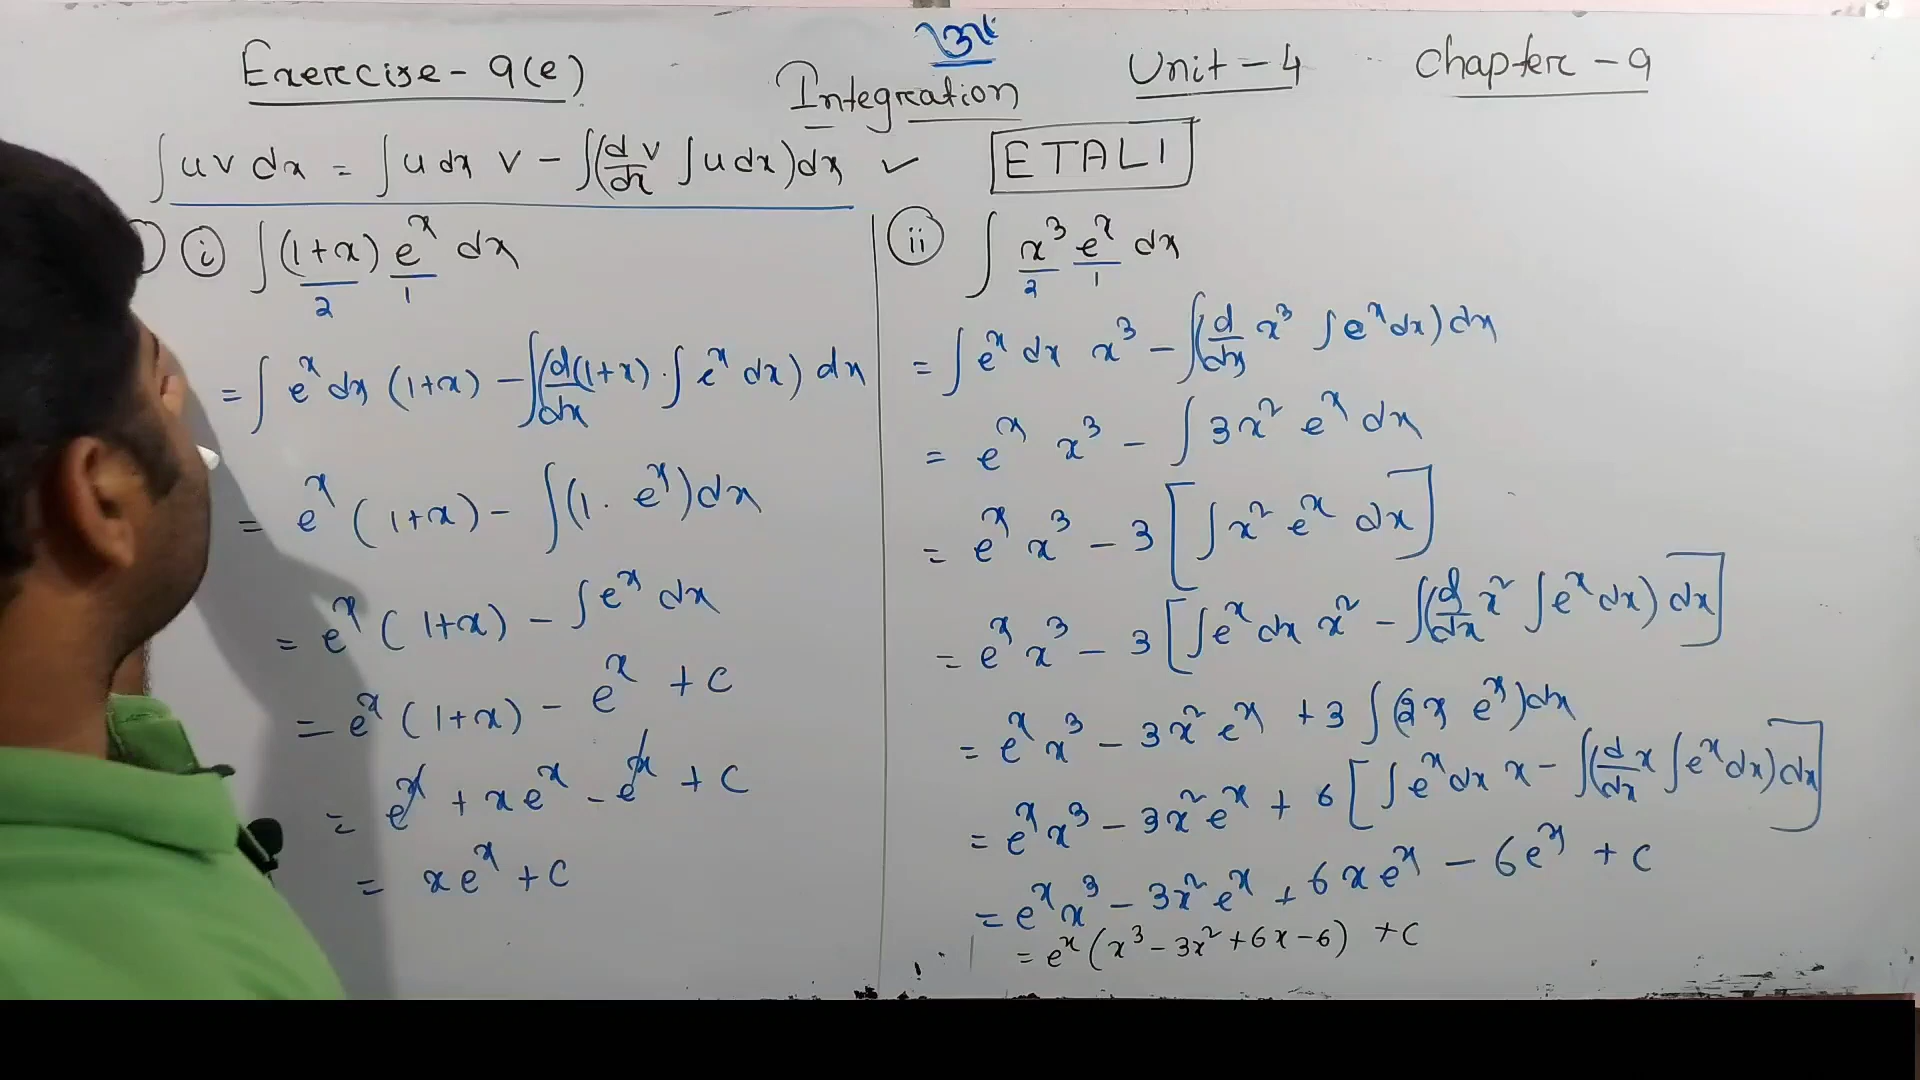 Exercise - 9(e)
Integration
Unit - 4
Chapter - 9
∫ u v dx = ∫ u dx v - ∫(d/dx v ∫ u dx) dx ✓
ETALI
(i) ∫ (1+x) e^x dx
2 1
= ∫ e^x dx (1+x) - ∫(d/dx (1+x) · ∫ e^x dx) dx
= e^x (1+x) - ∫(1 · e^x) dx
= e^x (1+x) - ∫ e^x dx
= e^x (1+x) - e^x + c
= e^x + x e^x - e^x + c
= x e^x + c
(ii) ∫ x^3 e^x dx
2 1
= ∫ e^x dx x^3 - ∫(d/dx x^3 ∫ e^x dx) dx
= e^x x^3 - ∫ 3x^2 e^x dx
= e^x x^3 - 3 [∫ x^2 e^x dx]
= e^x x^3 - 3 [∫ e^x dx x^2 - ∫(d/dx x^2 ∫ e^x dx) dx]
= e^x x^3 - 3x^2 e^x + 3 ∫(2x e^x) dx
= e^x x^3 - 3x^2 e^x + 6 [∫ e^x dx x - ∫(d/dx x ∫ e^x dx) dx]
= e^x x^3 - 3x^2 e^x + 6x e^x - 6e^x + c
= e^x (x^3 - 3x^2 + 6x - 6) + c